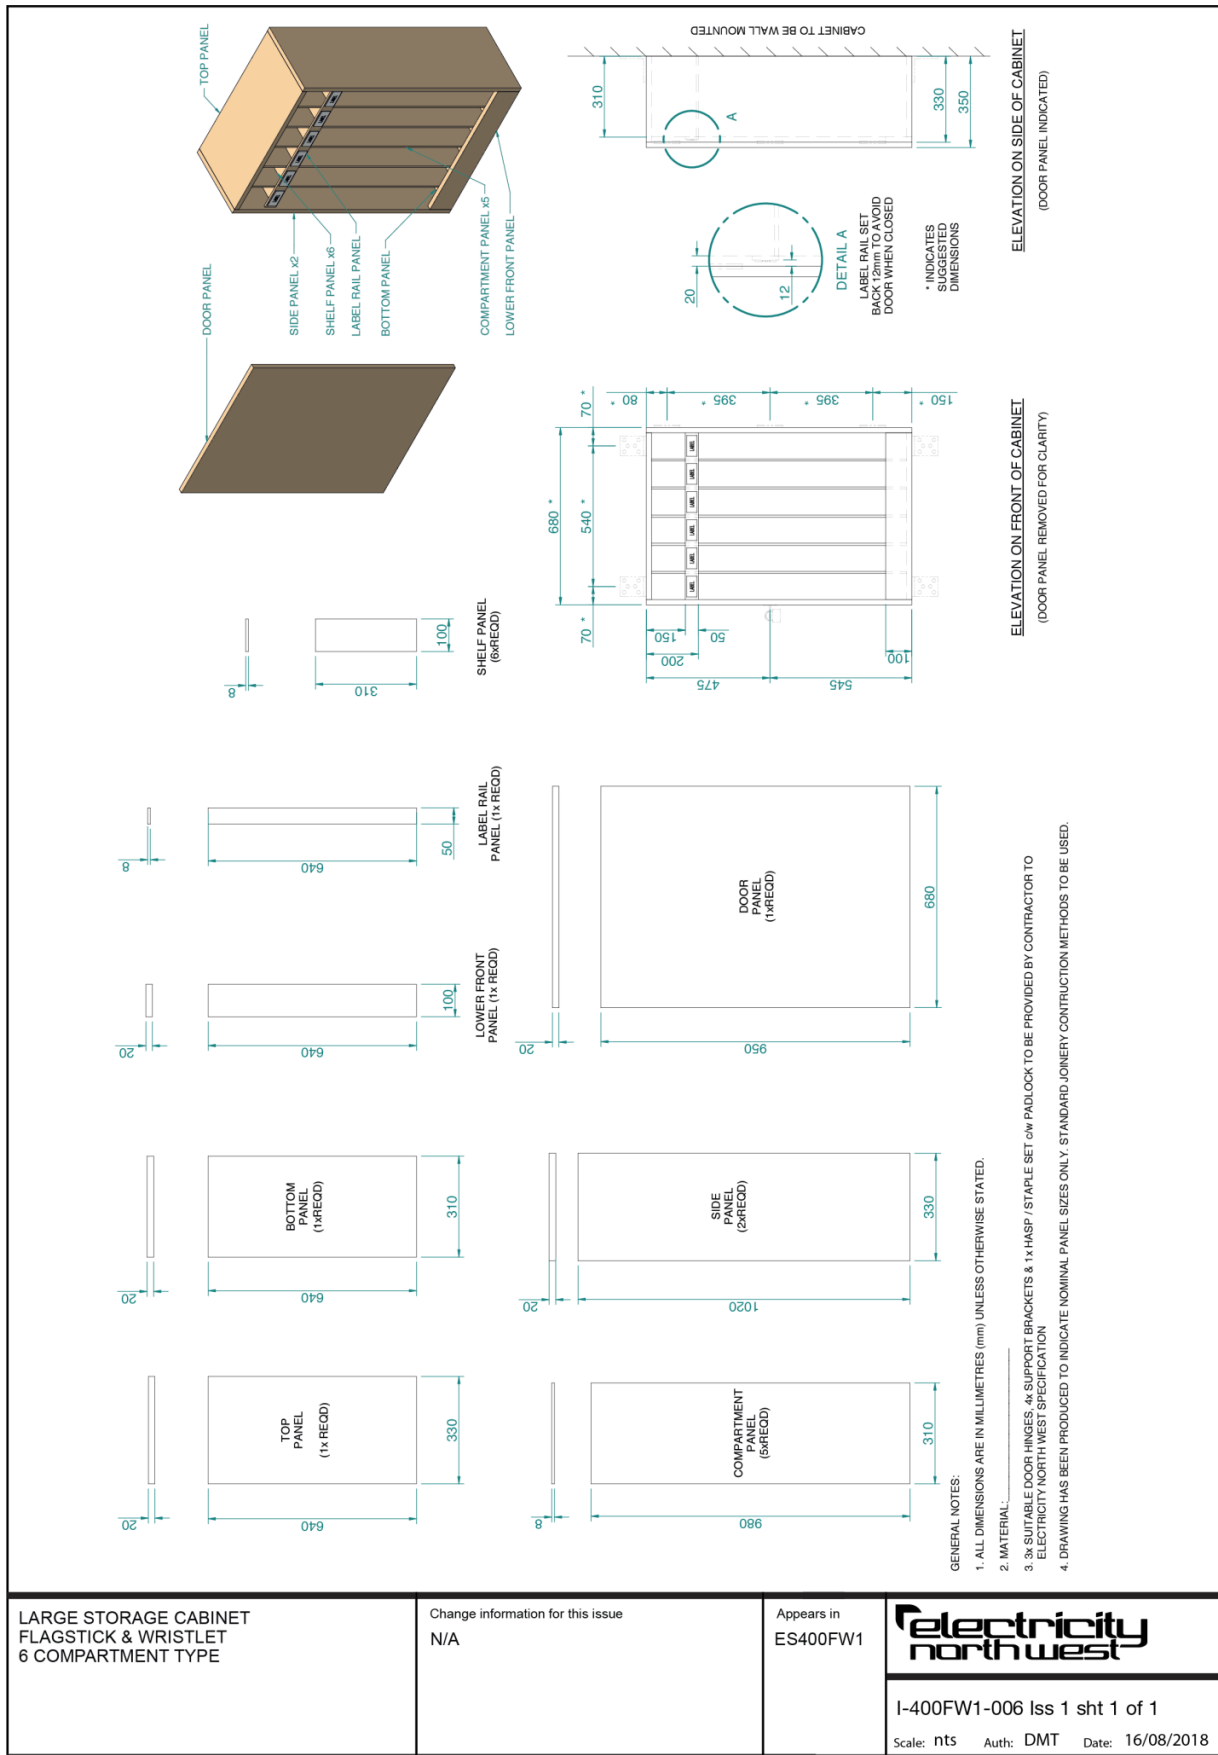 TOP PANEL
DOOR PANEL
SIDE PANEL x2
SHELF PANEL x6
LABEL RAIL PANEL
BOTTOM PANEL
COMPARTMENT PANEL x5
LOWER FRONT PANEL
CABINET TO BE WALL MOUNTED
310
A
330
350
ELEVATION ON SIDE OF CABINET
(DOOR PANEL INDICATED)
20
12
DETAIL A
LABEL RAIL SET
BACK 12mm TO AVOID
DOOR WHEN CLOSED
* INDICATES
SUGGESTED
DIMENSIONS
680 *
70 *
540 *
70 *
80 *
395 *
395 *
150 *
LABEL
LABEL
LABEL
LABEL
LABEL
LABEL
150
50
200
100
475
545
ELEVATION ON FRONT OF CABINET
(DOOR PANEL REMOVED FOR CLARITY)
8
310
100
SHELF PANEL
(6xREQD)
8
640
50
LABEL RAIL
PANEL (1x REQD)
20
640
100
LOWER FRONT
PANEL (1x REQD)
20
950
680
DOOR
PANEL
(1xREQD)
20
640
310
BOTTOM
PANEL
(1xREQD)
20
1020
330
SIDE
PANEL
(2xREQD)
20
640
330
TOP
PANEL
(1x REQD)
8
980
310
COMPARTMENT
PANEL
(5xREQD)
GENERAL NOTES:
1. ALL DIMENSIONS ARE IN MILLIMETRES (mm) UNLESS OTHERWISE STATED.
2. MATERIAL:
3. 3x SUITABLE DOOR HINGES, 4x SUPPORT BRACKETS & 1x HASP / STAPLE SET c/w PADLOCK TO BE PROVIDED BY CONTRACTOR TO
ELECTRICITY NORTH WEST SPECIFICATION
4. DRAWING HAS BEEN PRODUCED TO INDICATE NOMINAL PANEL SIZES ONLY. STANDARD JOINERY CONTRUCTION METHODS TO BE USED.
LARGE STORAGE CABINET
FLAGSTICK & WRISTLET
6 COMPARTMENT TYPE
Change information for this issue
N/A
Appears in
ES400FW1
electricity
northwest
I-400FW1-006 Iss 1 sht 1 of 1
Scale: nts Auth: DMT Date: 16/08/2018